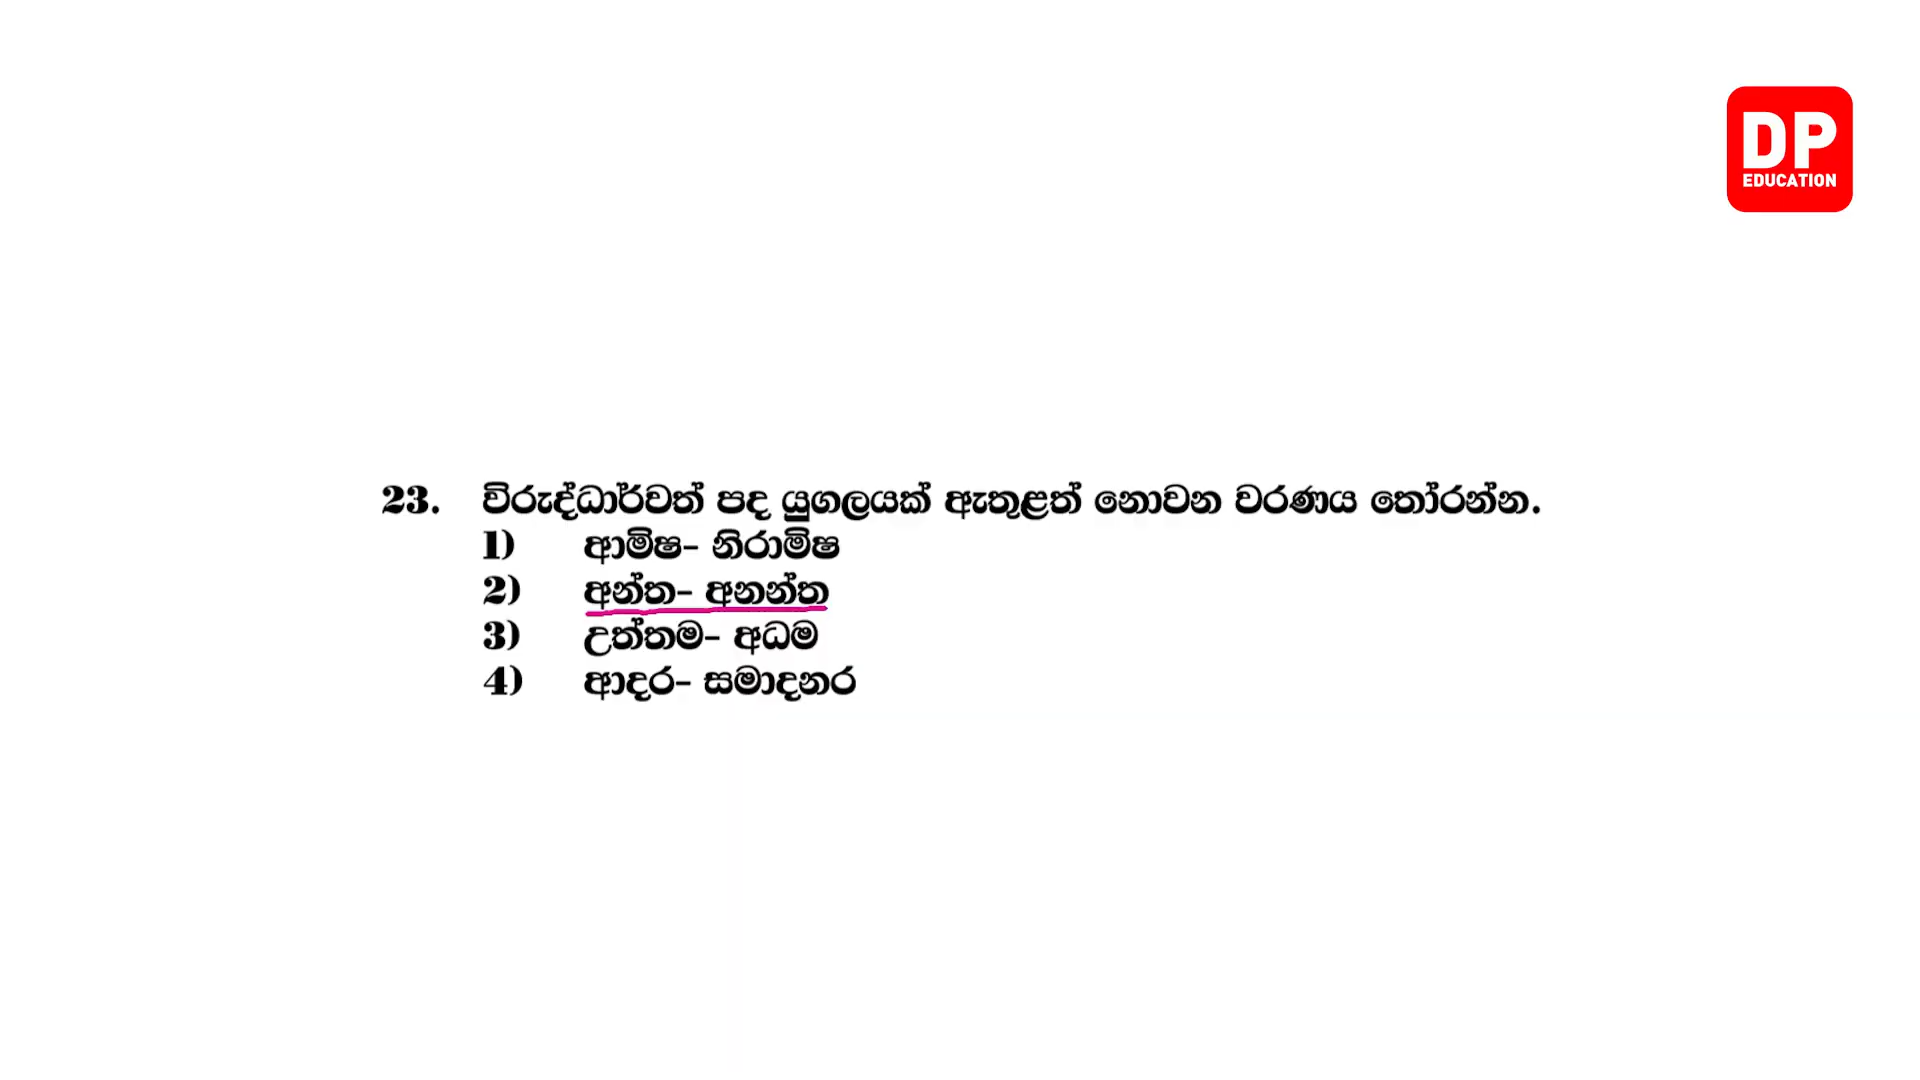 DP
EDUCATION
23. විරුද්ධාර්ථවත් පද යුගලයක් ඇතුළත් නොවන වරණය තෝරන්න.
1) ආමිෂ- නිරාමිෂ
2) අන්ත- අනන්ත
3) උත්තම- අධම
4) ආදර- සමාදනර